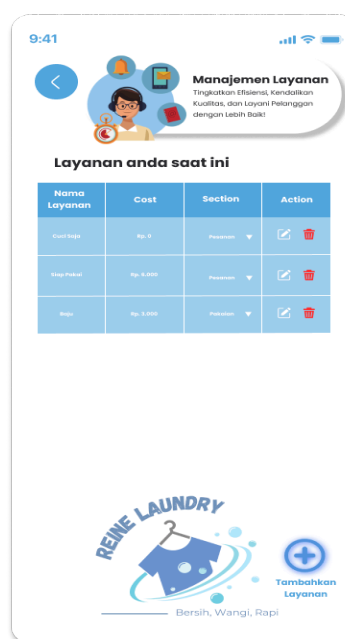 9:41
Manajemen Layanan
Tingkatkan Efisiensi, Kendalikan
Kualitas, dan Layani Pelanggan
dengan Lebih Baik!
Layanan anda saat ini
Nama Layanan Cost Section Action
Cuci Saja Rp. 0 Pesanan
Siap Pakai Rp. 6.000 Pesanan
Baju Rp. 3.000 Pakaian
REINE LAUNDRY
Tambahkan
Layanan
Bersih, Wangi, Rapi